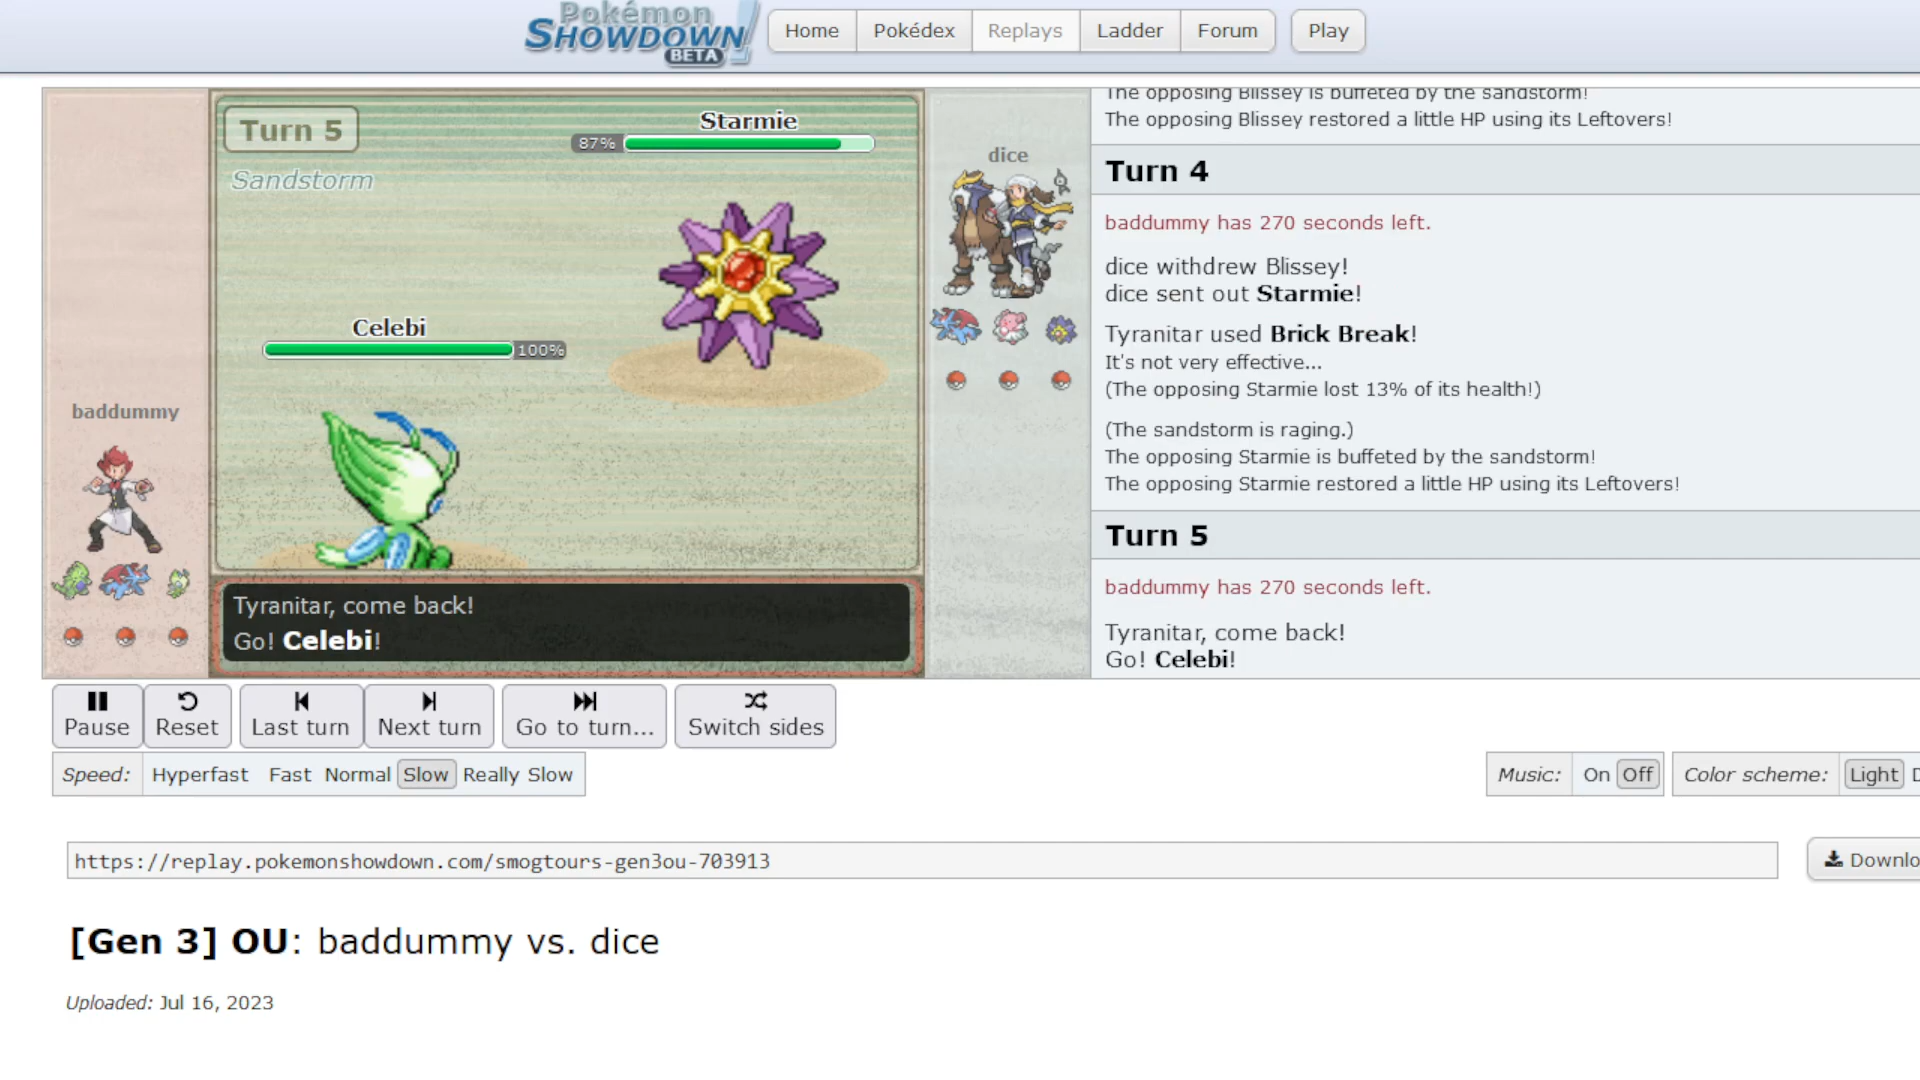 Pokémon
SHOWDOWN!
BETA
Home
Pokédex
Replays
Ladder
Forum
Play
Turn 5
Sandstorm
Starmie
87%
Celebi
100%
baddummy
dice
Tyranitar, come back!
Go! Celebi!
The opposing Blissey is buffeted by the sandstorm!
The opposing Blissey restored a little HP using its Leftovers!
Turn 4
baddummy has 270 seconds left.
dice withdrew Blissey!
dice sent out Starmie!
Tyranitar used Brick Break!
It's not very effective...
(The opposing Starmie lost 13% of its health!)
(The sandstorm is raging.)
The opposing Starmie is buffeted by the sandstorm!
The opposing Starmie restored a little HP using its Leftovers!
Turn 5
baddummy has 270 seconds left.
Tyranitar, come back!
Go! Celebi!
Pause
Reset
Last turn
Next turn
Go to turn...
Switch sides
Speed: Hyperfast Fast Normal Slow Really Slow
Music: On Off
Color scheme: Light D
https://replay.pokemonshowdown.com/smogtours-gen3ou-703913
Downlo
[Gen 3] OU: baddummy vs. dice
Uploaded: Jul 16, 2023